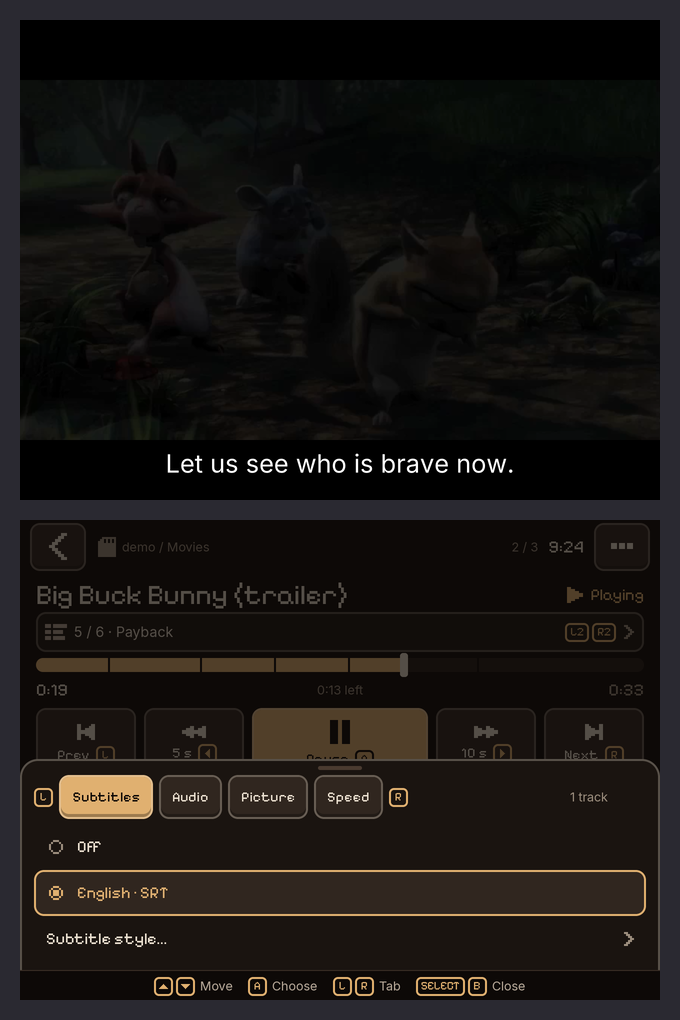 Let us see who is brave now.
demo / Movies
2 / 3 9:24
Big Buck Bunny (trailer)
Playing
5 / 6 · Payback
L2 R2
0:19 0:13 left 0:33
Prev L 5 s Pause A 10 s Next R
L Subtitles Audio Picture Speed R 1 track
Off
English · SRT
Subtitle style...
Move A Choose L R Tab SELECT B Close